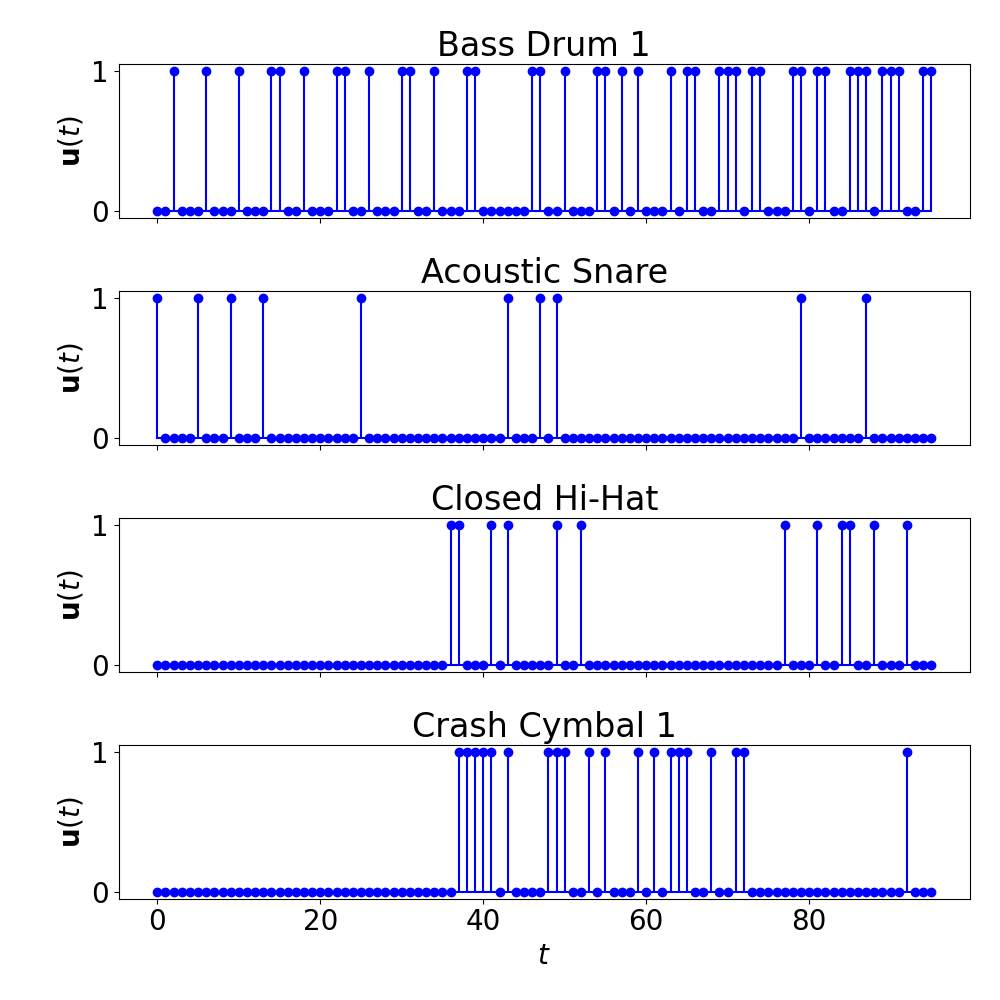 Bass Drum 1
1
u(t)
0
Acoustic Snare
1
u(t)
0
Closed Hi-Hat
1
u(t)
0
Crash Cymbal 1
1
u(t)
0
0 20 40 60 80
t